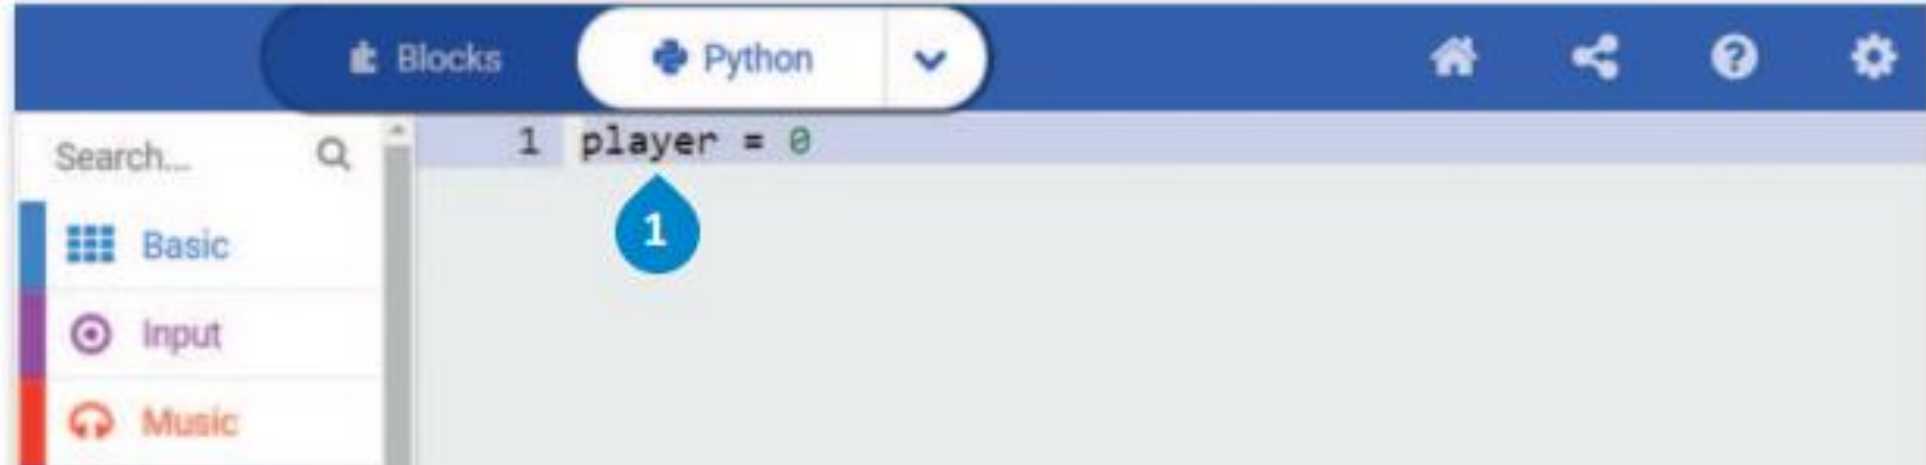 Blocks
Python
Search...
1 player = 0
1
Basic
Input
Music